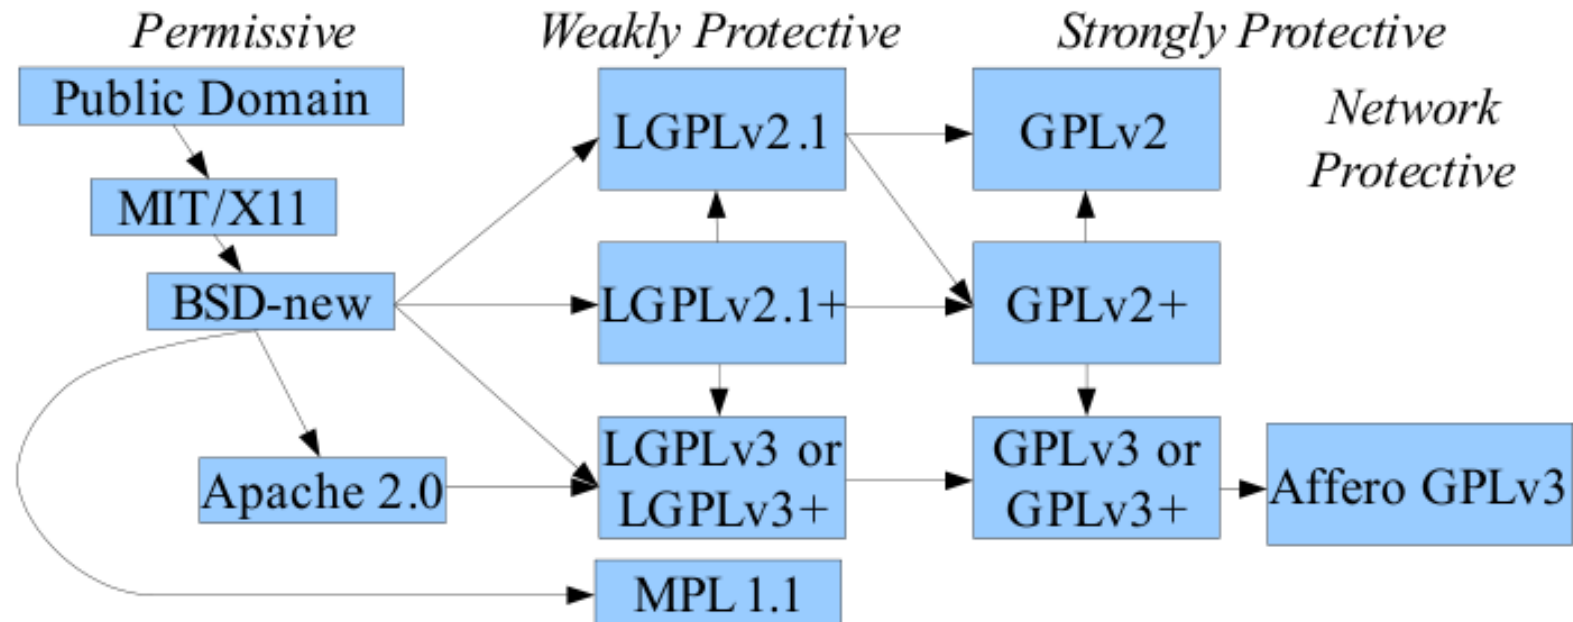 Permissive
Weakly Protective
Strongly Protective
Public Domain
LGPLv2.1
GPLv2
Network
Protective
MIT/X11
BSD-new
LGPLv2.1+
GPLv2+
Apache 2.0
LGPLv3 or
LGPLv3+
GPLv3 or
GPLv3+
Affero GPLv3
MPL 1.1